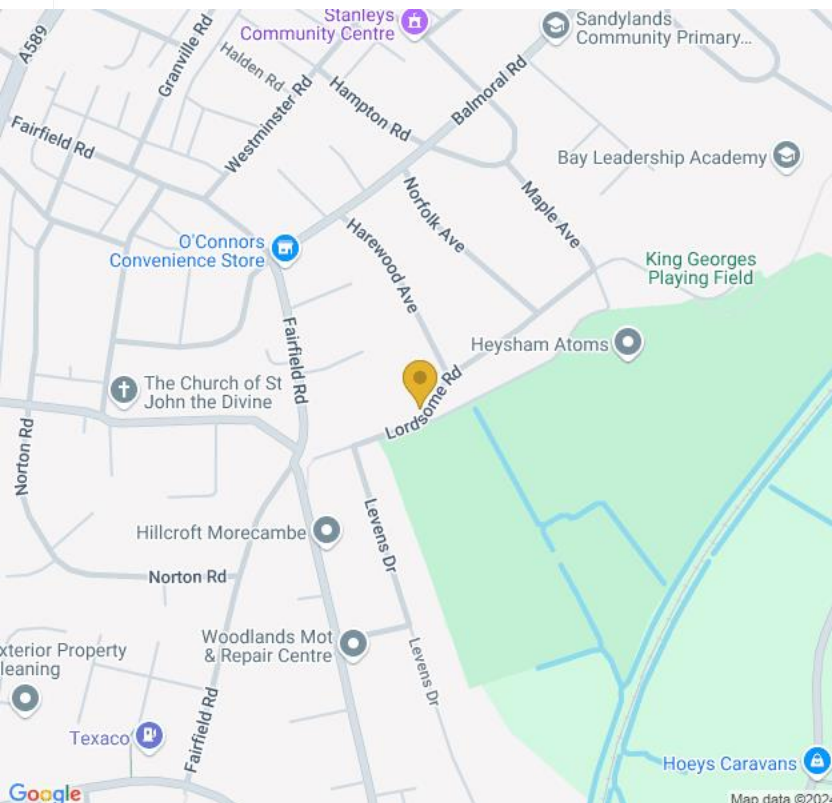 Stanleys
Community Centre
Sandylands
Community Primary...
A589
Granville Rd
Halden Rd
Westminster Rd
Hampton Rd
Balmoral Rd
Fairfield Rd
Bay Leadership Academy
Norfolk Ave
Maple Ave
O'Connors
Convenience Store
Harewood Ave
King Georges
Playing Field
Fairfield Rd
Heysham Atoms
The Church of St
John the Divine
Lordsome Rd
Norton Rd
Levens Dr
Hillcroft Morecambe
Norton Rd
Woodlands Mot
& Repair Centre
Levens Dr
xterior Property
leaning
Fairfield Rd
Texaco
Hoeys Caravans
Google
Map data ©2024